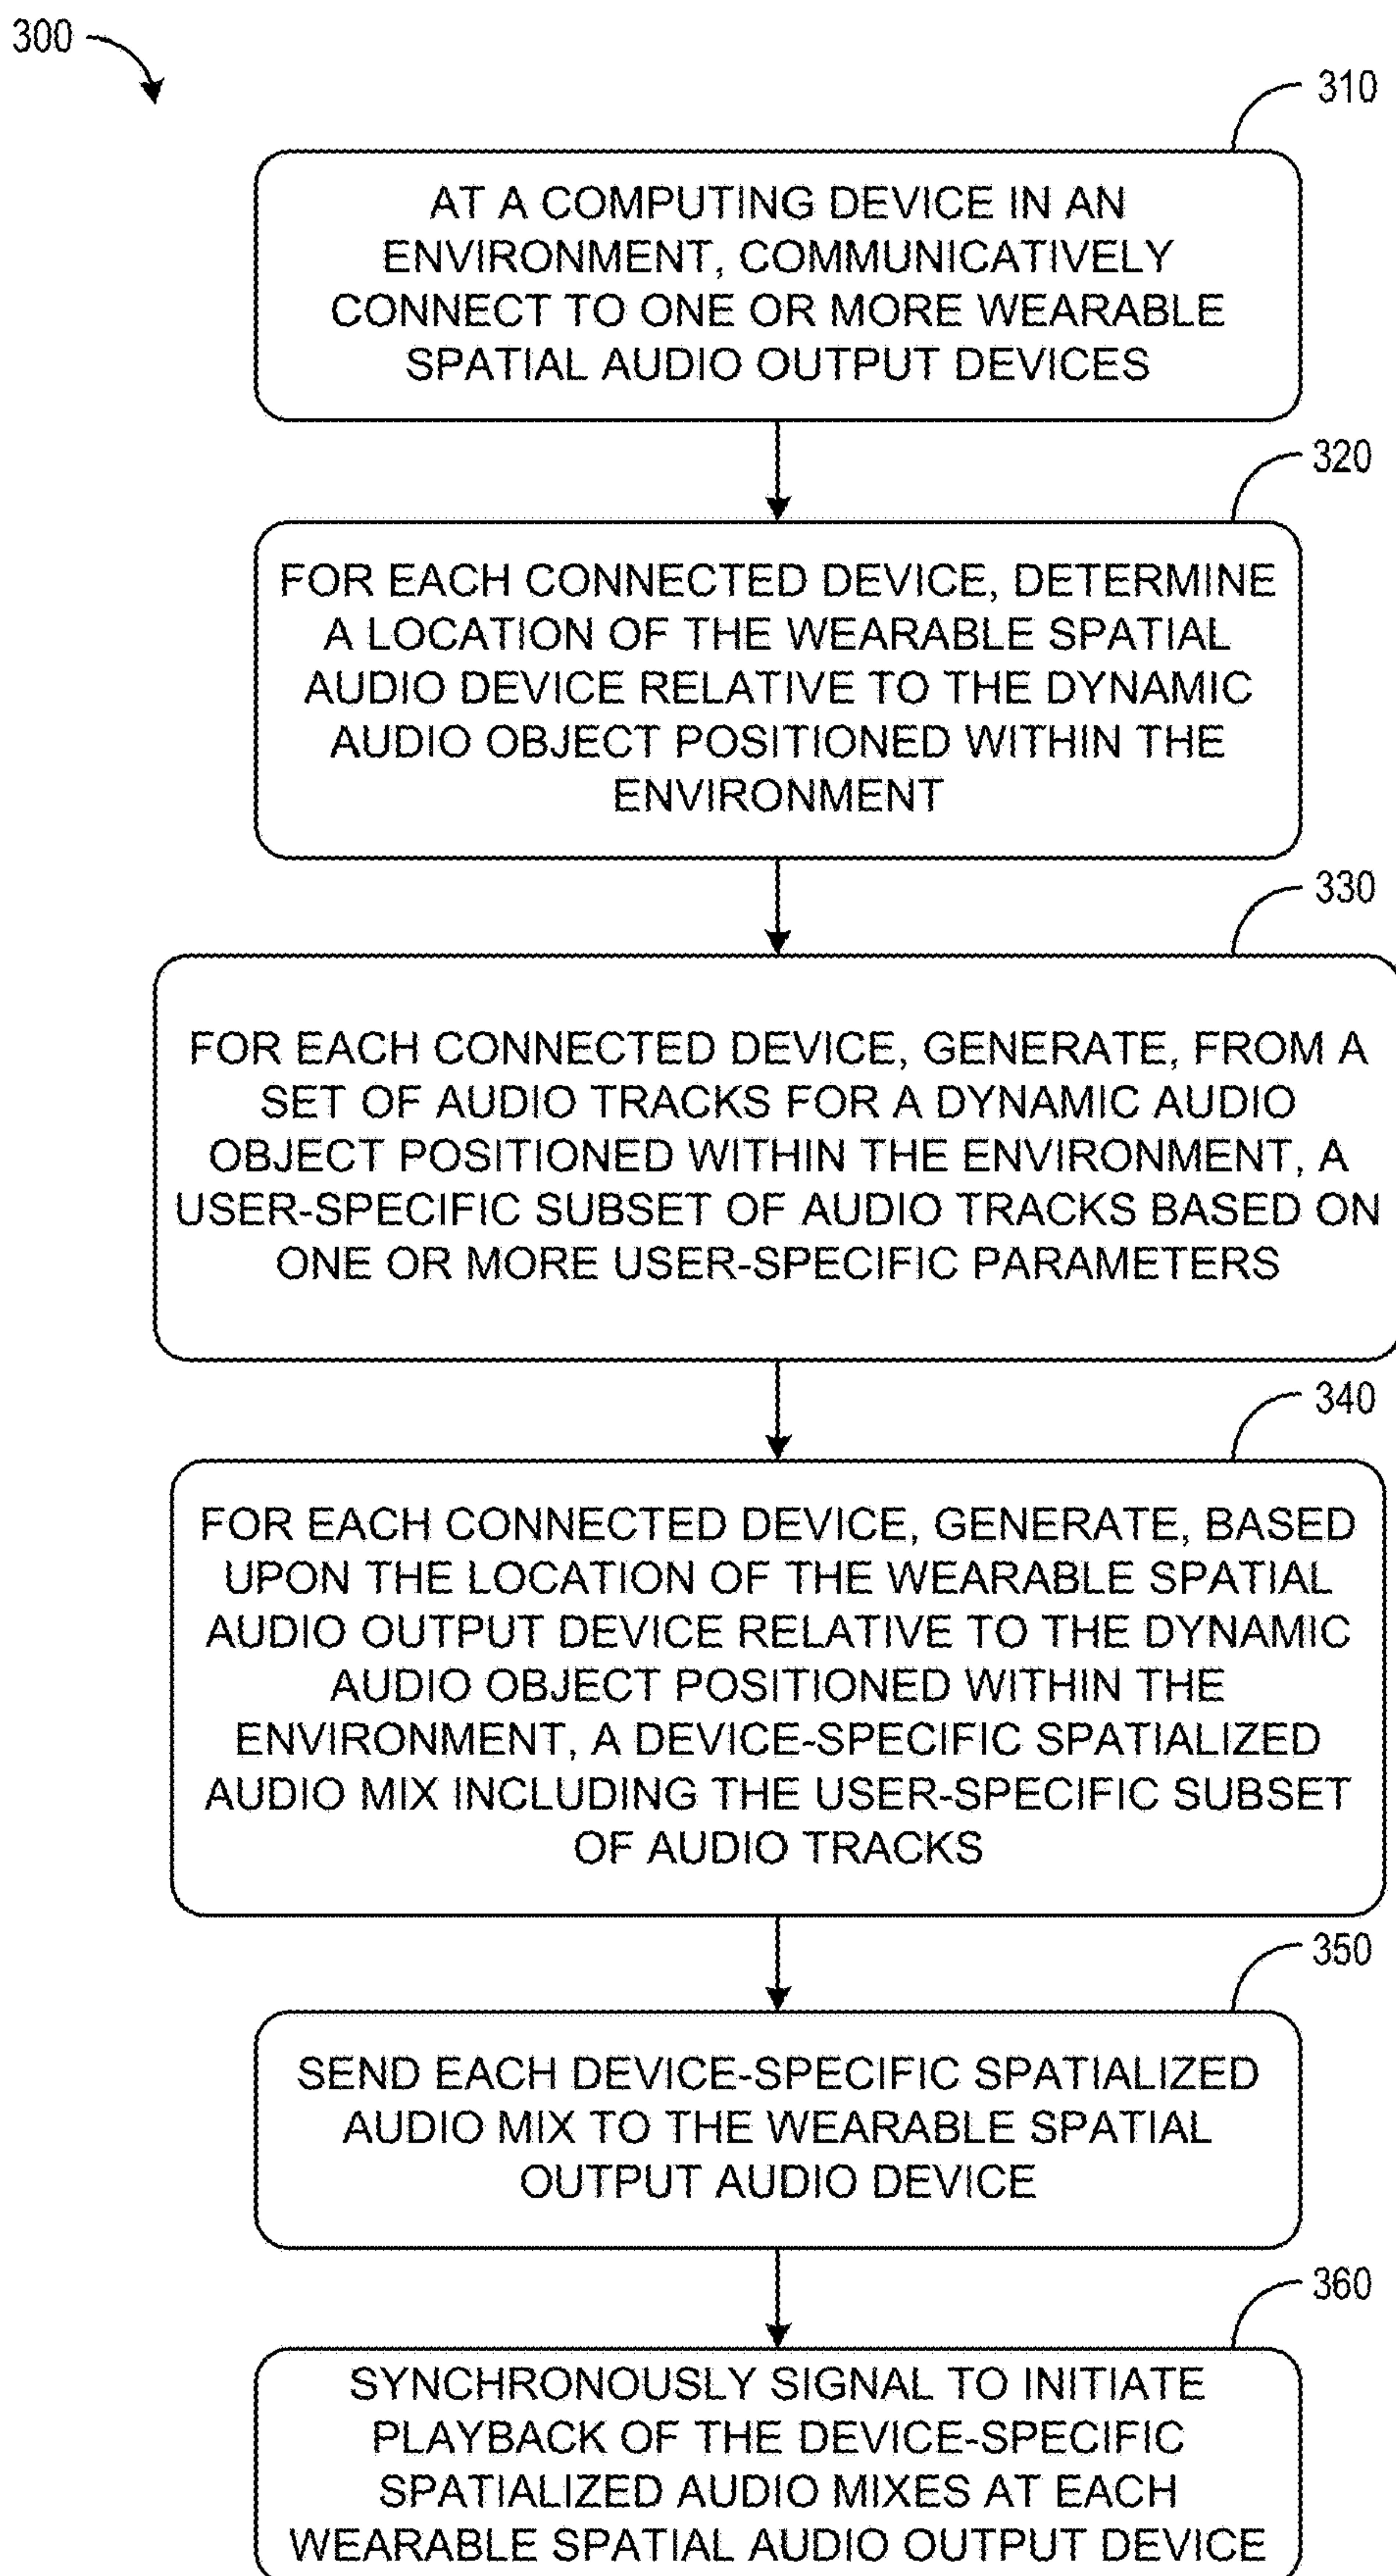 300
310
AT A COMPUTING DEVICE IN AN
ENVIRONMENT, COMMUNICATIVELY
CONNECT TO ONE OR MORE WEARABLE
SPATIAL AUDIO OUTPUT DEVICES
320
FOR EACH CONNECTED DEVICE, DETERMINE
A LOCATION OF THE WEARABLE SPATIAL
AUDIO DEVICE RELATIVE TO THE DYNAMIC
AUDIO OBJECT POSITIONED WITHIN THE
ENVIRONMENT
330
FOR EACH CONNECTED DEVICE, GENERATE, FROM A
SET OF AUDIO TRACKS FOR A DYNAMIC AUDIO
OBJECT POSITIONED WITHIN THE ENVIRONMENT, A
USER-SPECIFIC SUBSET OF AUDIO TRACKS BASED ON
ONE OR MORE USER-SPECIFIC PARAMETERS
340
FOR EACH CONNECTED DEVICE, GENERATE, BASED
UPON THE LOCATION OF THE WEARABLE SPATIAL
AUDIO OUTPUT DEVICE RELATIVE TO THE DYNAMIC
AUDIO OBJECT POSITIONED WITHIN THE
ENVIRONMENT, A DEVICE-SPECIFIC SPATIALIZED
AUDIO MIX INCLUDING THE USER-SPECIFIC SUBSET
OF AUDIO TRACKS
350
SEND EACH DEVICE-SPECIFIC SPATIALIZED
AUDIO MIX TO THE WEARABLE SPATIAL
OUTPUT AUDIO DEVICE
360
SYNCHRONOUSLY SIGNAL TO INITIATE
PLAYBACK OF THE DEVICE-SPECIFIC
SPATIALIZED AUDIO MIXES AT EACH
WEARABLE SPATIAL AUDIO OUTPUT DEVICE